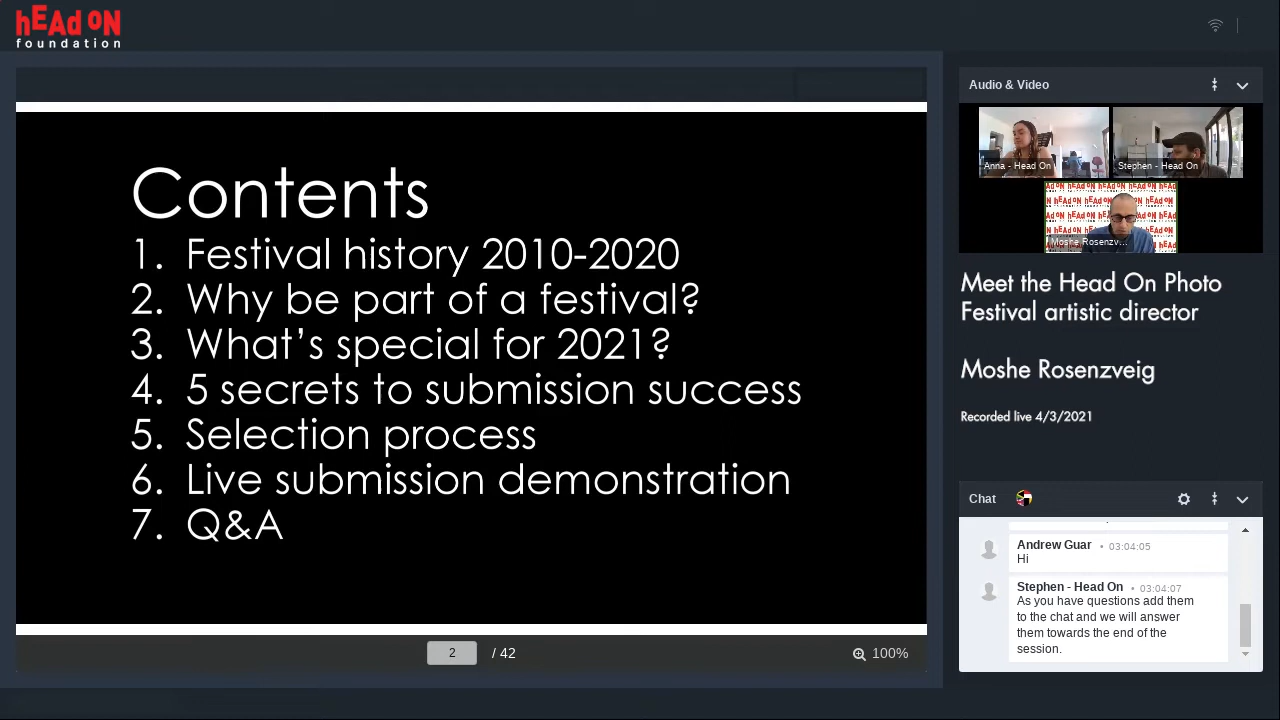 hEAd oN
foundation
Contents
1. Festival history 2010-2020
2. Why be part of a festival?
3. What's special for 2021?
4. 5 secrets to submission success
5. Selection process
6. Live submission demonstration
7. Q&A
2 / 42
100%
Audio & Video
Anna - Head On
Stephen - Head On
Moshe Rosenzv...
Meet the Head On Photo
Festival artistic director
Moshe Rosenzveig
Recorded live 4/3/2021
Chat
Andrew Guar • 03:04:05
Hi
Stephen - Head On • 03:04:07
As you have questions add them
to the chat and we will answer
them towards the end of the
session.